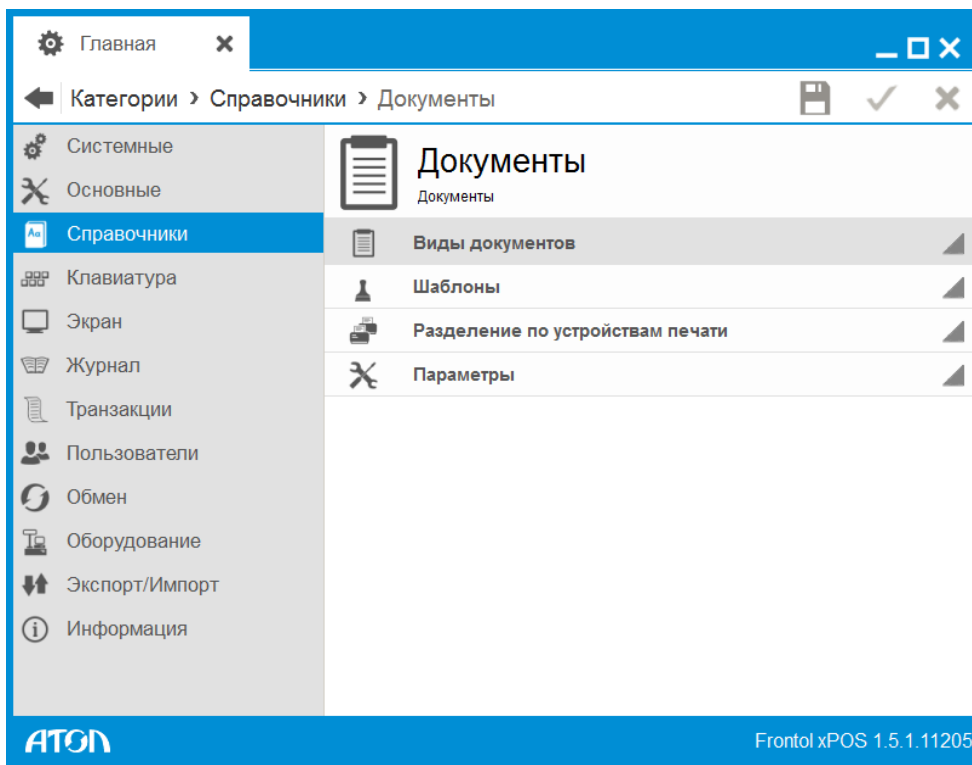 Главная
Категории › Справочники › Документы
Системные
Основные
Справочники
Клавиатура
Экран
Журнал
Транзакции
Пользователи
Обмен
Оборудование
Экспорт/Импорт
Информация
Документы
Документы
Виды документов
Шаблоны
Разделение по устройствам печати
Параметры
АТОЛ
Frontol xPOS 1.5.1.11205